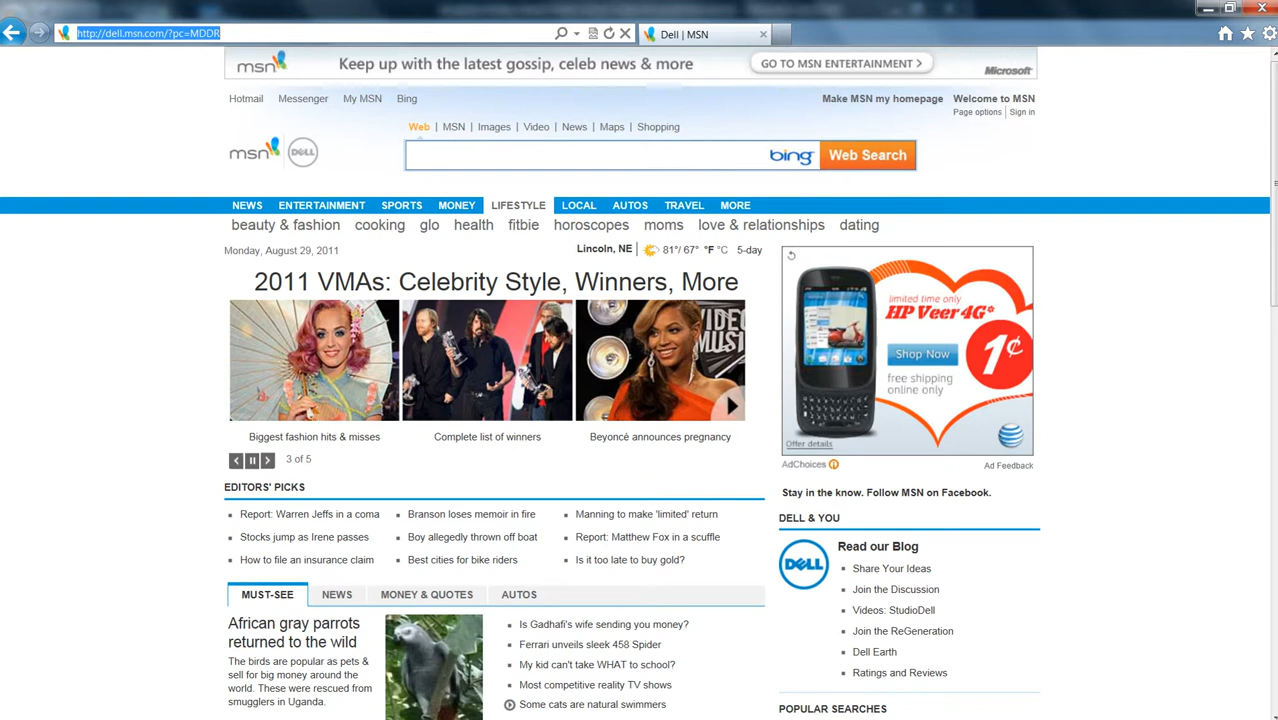 http://dell.msn.com/?pc=MDDR
Dell | MSN
msn Keep up with the latest gossip, celeb news & more GO TO MSN ENTERTAINMENT
Microsoft
Hotmail Messenger My MSN Bing
Make MSN my homepage Welcome to MSN
Page options | Sign in
Web | MSN | Images | Video | News | Maps | Shopping
msn DELL
bing Web Search
NEWS ENTERTAINMENT SPORTS MONEY LIFESTYLE LOCAL AUTOS TRAVEL MORE
beauty & fashion cooking glo health fitbie horoscopes moms love & relationships dating
Monday, August 29, 2011
Lincoln, NE | 81°/ 67° °F °C 5-day
2011 VMAs: Celebrity Style, Winners, More
VIDEO
MUSI
Biggest fashion hits & misses
Complete list of winners
Beyoncé announces pregnancy
3 of 5
limited time only
HP Veer 4G*
1¢
Shop Now
free shipping
online only
Offer details
at&t
AdChoices
Ad Feedback
EDITORS' PICKS
Report: Warren Jeffs in a coma
Stocks jump as Irene passes
How to file an insurance claim
Branson loses memoir in fire
Boy allegedly thrown off boat
Best cities for bike riders
Manning to make 'limited' return
Report: Matthew Fox in a scuffle
Is it too late to buy gold?
Stay in the know. Follow MSN on Facebook.
DELL & YOU
DELL
Read our Blog
Share Your Ideas
Join the Discussion
Videos: StudioDell
Join the ReGeneration
Dell Earth
Ratings and Reviews
POPULAR SEARCHES
MUST-SEE NEWS MONEY & QUOTES AUTOS
African gray parrots
returned to the wild
The birds are popular as pets &
sell for big money around the
world. These were rescued from
smugglers in Uganda.
Is Gadhafi's wife sending you money?
Ferrari unveils sleek 458 Spider
My kid can't take WHAT to school?
Most competitive reality TV shows
Some cats are natural swimmers